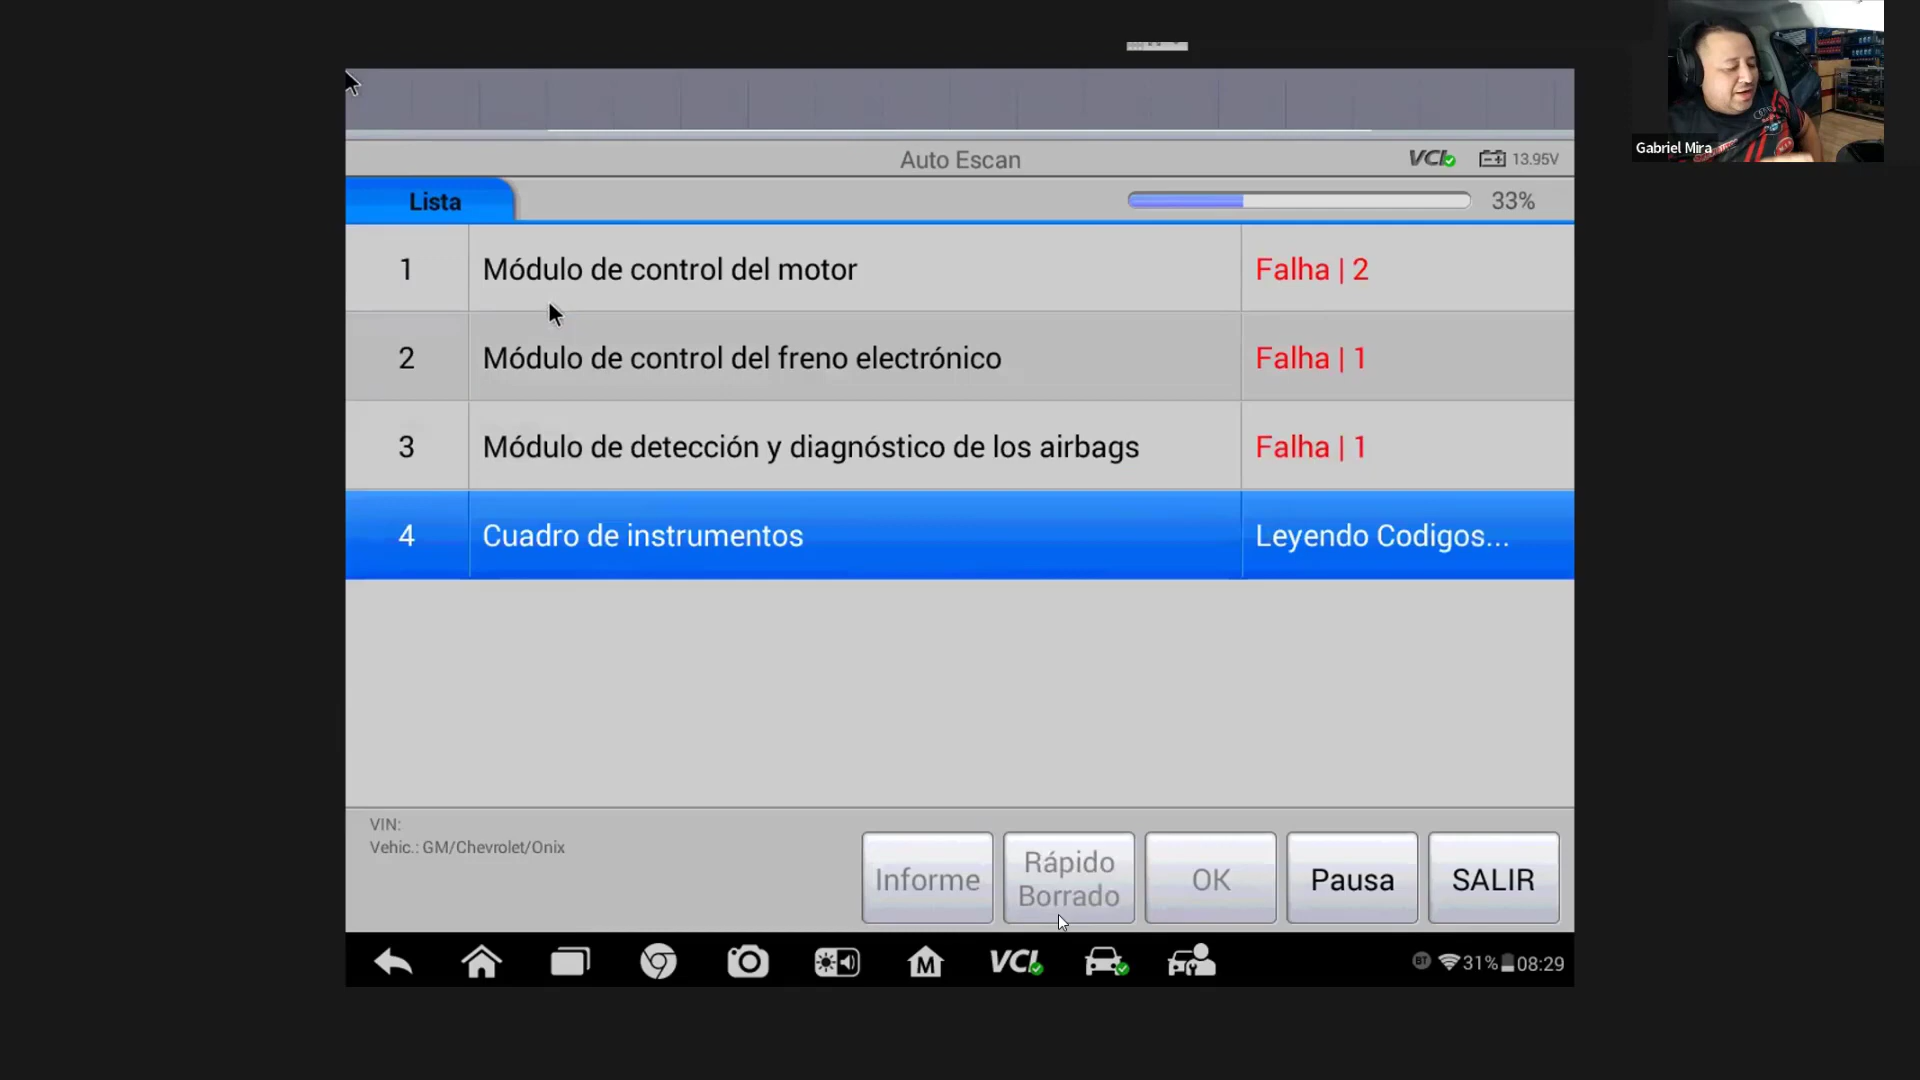 Gabriel Mira
Auto Escan
VCI
13.95V
Lista
33%
1
Módulo de control del motor
Falha | 2
2
Módulo de control del freno electrónico
Falha | 1
3
Módulo de detección y diagnóstico de los airbags
Falha | 1
4
Cuadro de instrumentos
Leyendo Codigos...
VIN:
Vehic.: GM/Chevrolet/Onix
Informe
Rápido
Borrado
OK
Pausa
SALIR
M
VCI
BT
31%
08:29